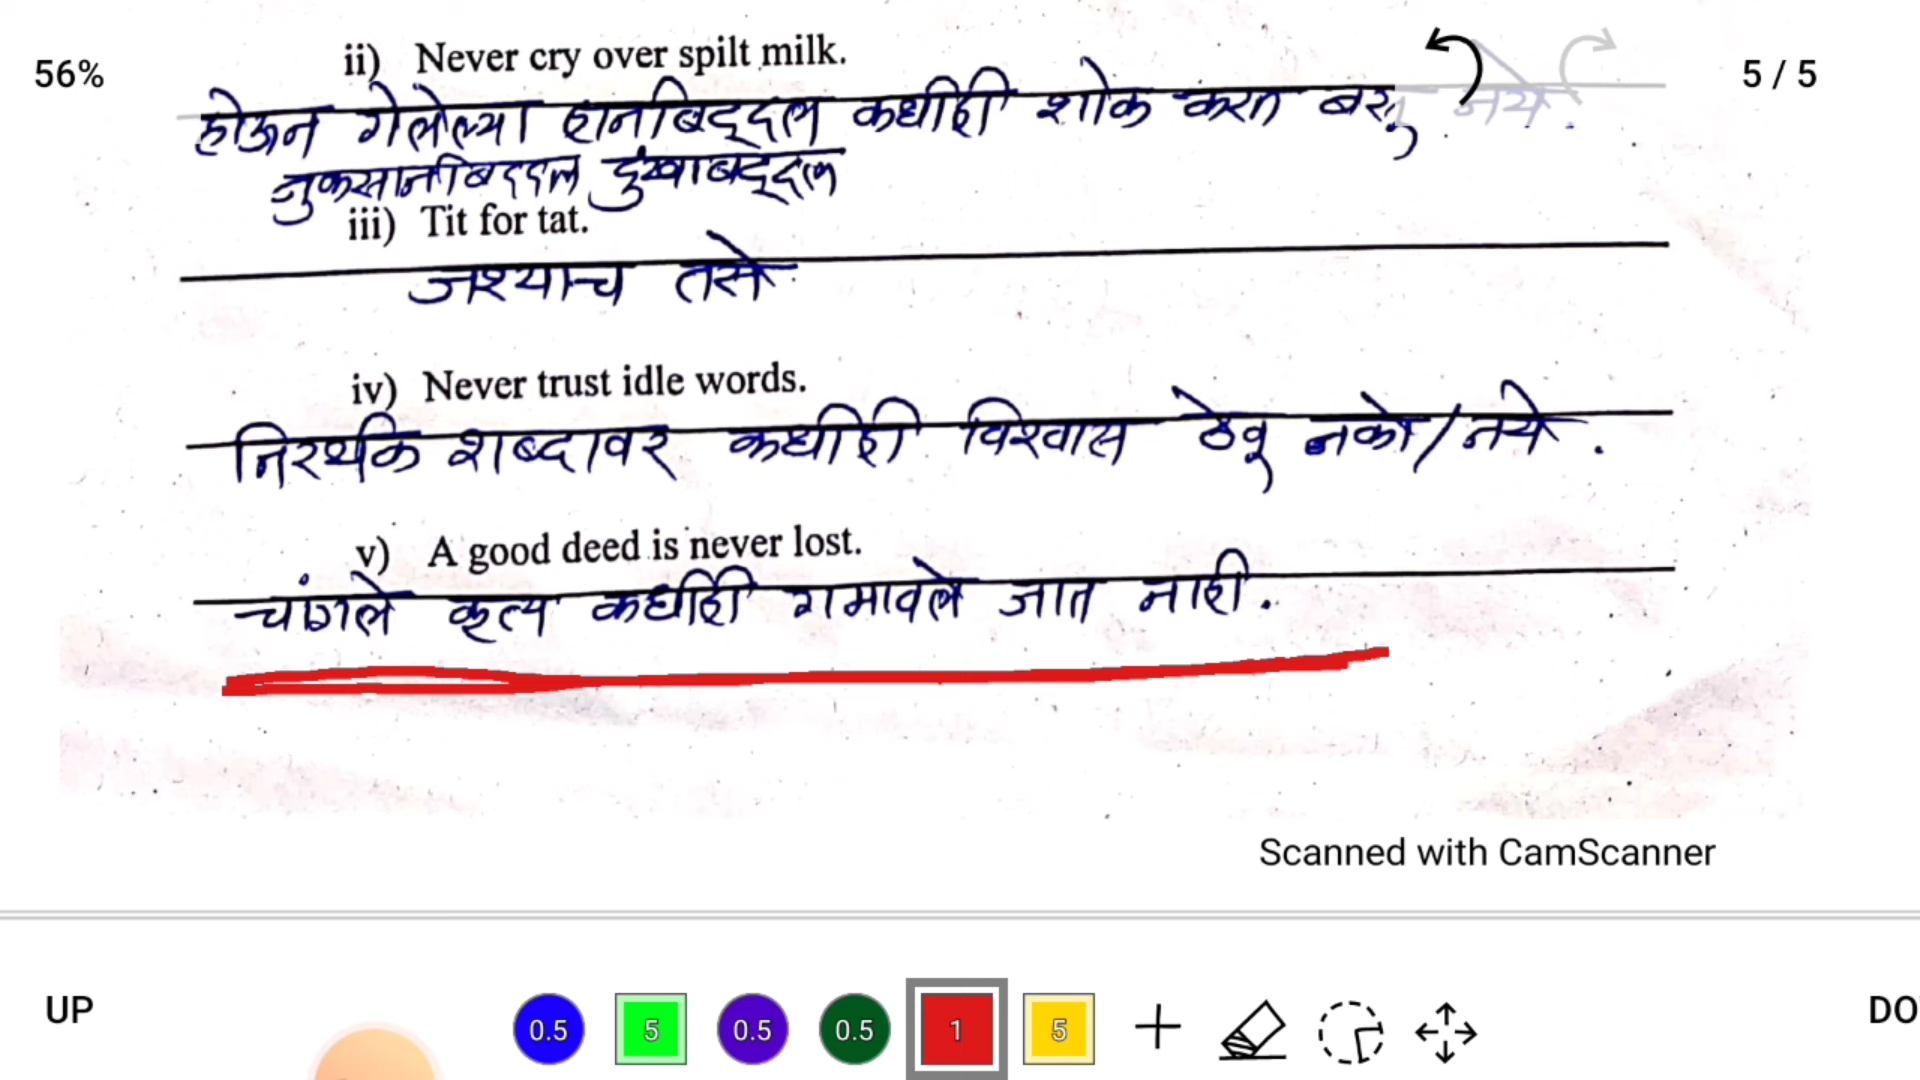 56%
5 / 5
ii) Never cry over spilt milk.
होऊन गेलेल्या हानीबद्दल कधीही शोक करत बसू नये.
नुकसानीबद्दल दुःखाबद्दल
iii) Tit for tat.
जश्याच तसे
iv) Never trust idle words.
निरर्थक शब्दावर कधीही विश्वास ठेवू नको/नये.
v) A good deed is never lost.
चांगले कृत्य कधीही गमावले जात नाही.
Scanned with CamScanner
UP
0.5 5 0.5 0.5 1 5
DO